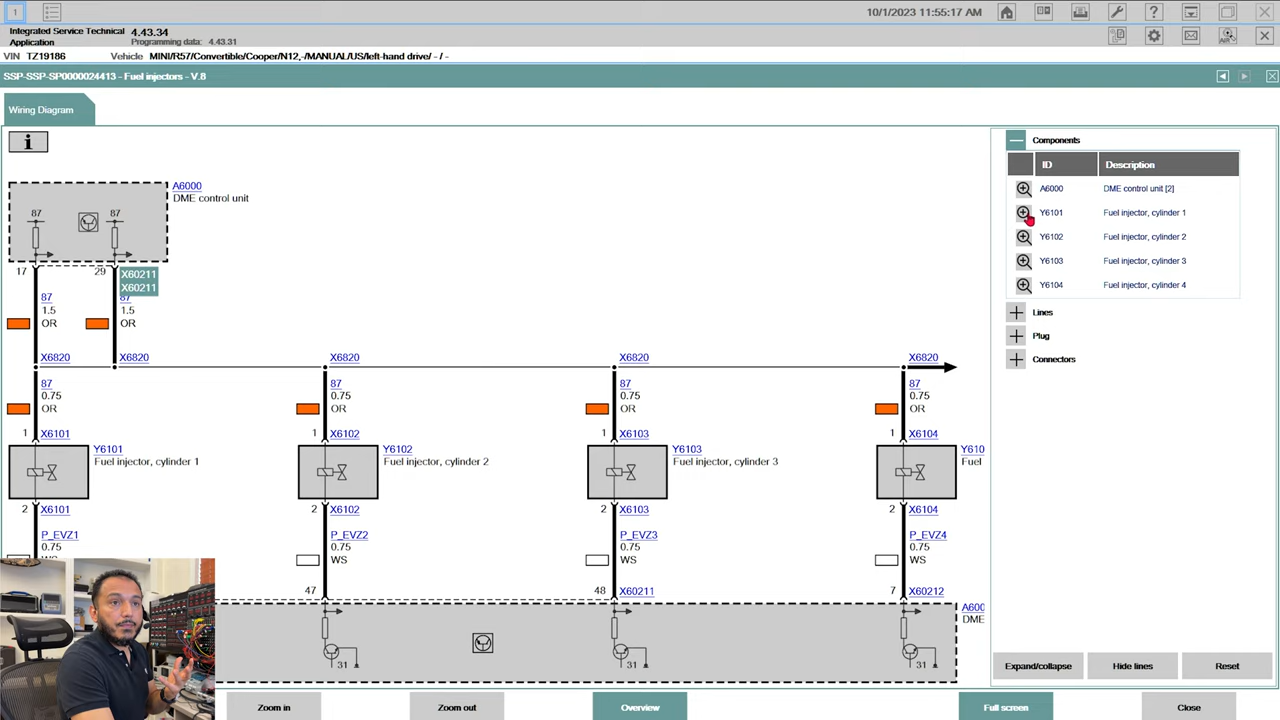 1
10/1/2023 11:55:17 AM
Integrated Service Technical Application 4.43.34
Programming data: 4.43.31
AIR
VIN TZ19186 Vehicle MINI/R57/Convertible/Cooper/N12,-/MANUAL/US/left-hand drive/ - / -
SSP-SSP-SP0000024413 - Fuel injectors - V.8
Wiring Diagram
i
A6000
DME control unit
87 87
17 29 X60211
X60211
87 87
1.5 1.5
OR OR
X6820 X6820 X6820 X6820 X6820
87 87 87 87
0.75 0.75 0.75 0.75
OR OR OR OR
1 X6101 1 X6102 1 X6103 1 X6104
Y6101 Y6102 Y6103 Y610
Fuel injector, cylinder 1 Fuel injector, cylinder 2 Fuel injector, cylinder 3 Fuel
2 X6101 2 X6102 2 X6103 2 X6104
P_EVZ1 P_EVZ2 P_EVZ3 P_EVZ4
0.75 0.75 0.75 0.75
WS WS WS
47 48 X60211 7 X60212
A600
DME
31 31 31
Components
ID Description
A6000 DME control unit [2]
Y6101 Fuel injector, cylinder 1
Y6102 Fuel injector, cylinder 2
Y6103 Fuel injector, cylinder 3
Y6104 Fuel injector, cylinder 4
Lines
Plug
Connectors
Expand/collapse Hide lines Reset
Zoom in Zoom out Overview Full screen Close